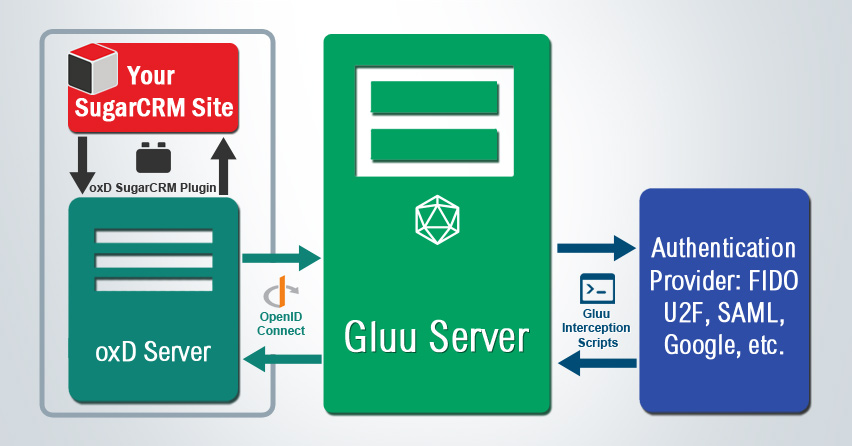 Your
SugarCRM Site
oxD SugarCRM Plugin
oxD Server
OpenID
Connect
Gluu Server
Gluu
Interception
Scripts
Authentication
Provider: FIDO
U2F, SAML,
Google, etc.